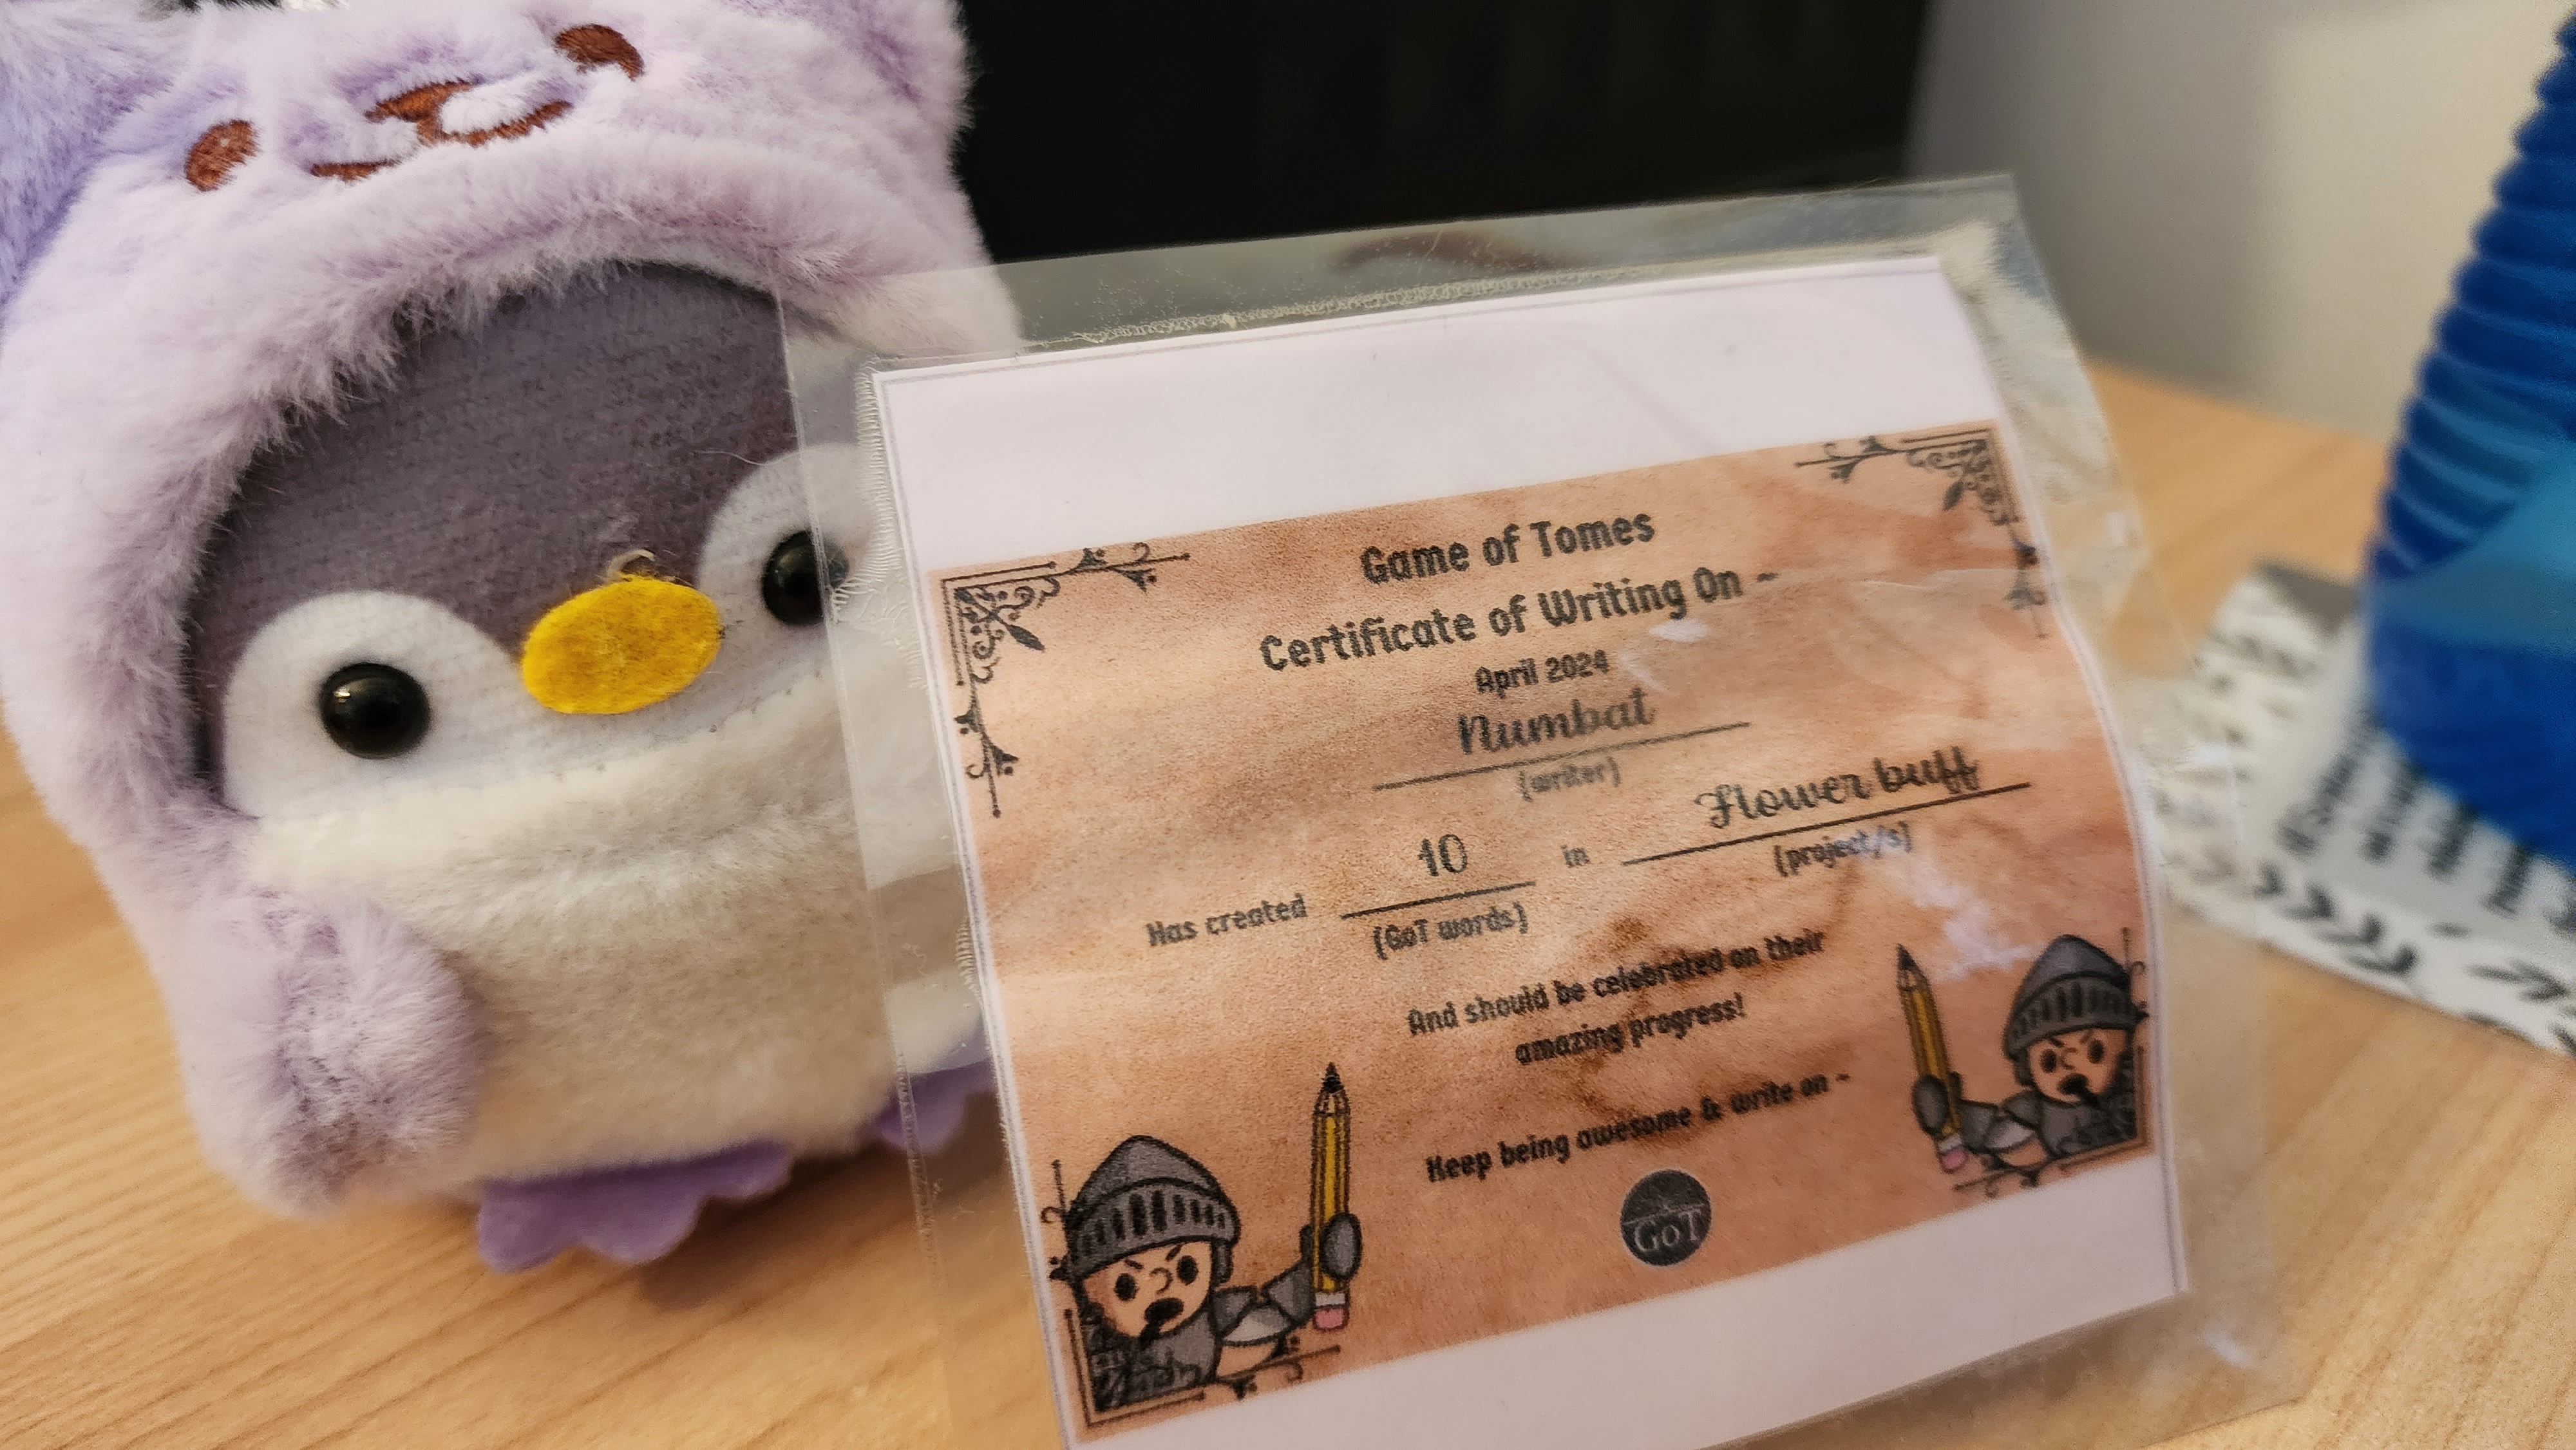 Game of Tomes
Certificate of Writing On ~
April 2024
Numbat
(writer)
Has created 10 in Flower buff
(GoT words) (project/s)
And should be celebrated on their
amazing progress!
Keep being awesome & write on ~
GoT